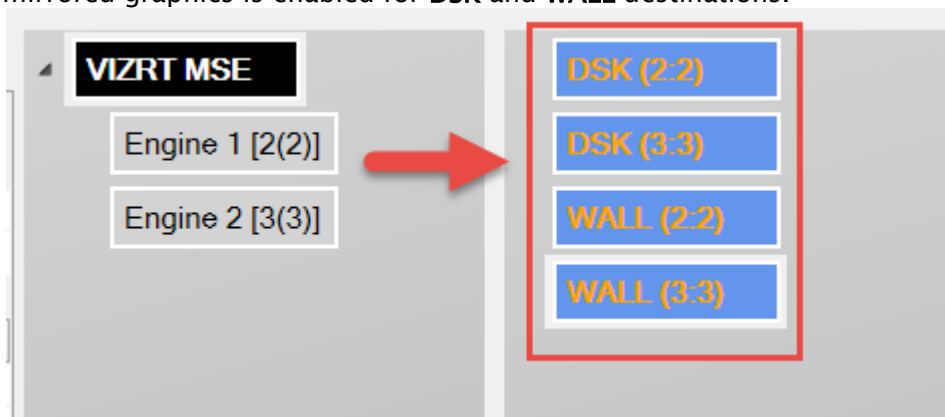 mirrored graphics is enabled for DSK and WALL destinations.
VIZRT MSE
Engine 1 [2(2)]
Engine 2 [3(3)]
DSK (2:2)
DSK (3:3)
WALL (2:2)
WALL (3:3)